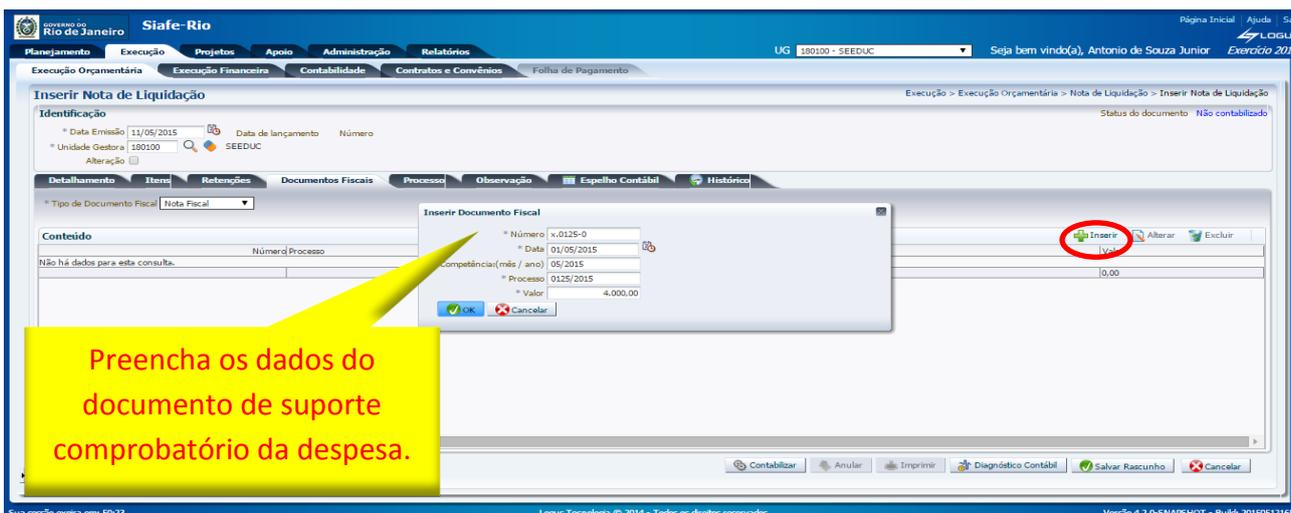 GOVERNO DO
Rio de Janeiro
Siafe-Rio
Página Inicial Ajuda
LOGU
Planejamento Execução Projetos Apoio Administração Relatórios
UG 180100 - SEEDUC
Seja bem vindo(a), Antonio de Souza Junior Exercício 201
Execução Orçamentária Execução Financeira Contabilidade Contratos e Convênios Folha de Pagamento
Inserir Nota de Liquidação
Execução > Execução Orçamentária > Nota de Liquidação > Inserir Nota de Liquidação
Identificação
Status do documento Não contabilizado
* Data Emissão 11/05/2015 Data de lançamento Número
* Unidade Gestora 180100 SEEDUC
Alteração
Detalhamento Itens Retenções Documentos Fiscais Processo Observação Espelho Contábil Histórico
* Tipo de Documento Fiscal Nota Fiscal
Inserir Documento Fiscal
* Número x.0125-0
* Data 01/05/2015
Competência:(mês / ano) 05/2015
* Processo 0125/2015
* Valor 4.000,00
OK Cancelar
Conteúdo
Inserir Alterar Excluir
Número Processo
Não há dados para esta consulta.
0,00
Preencha os dados do
documento de suporte
comprobatório da despesa.
Contabilizar Anular Imprimir Diagnóstico Contábil Salvar Rascunho Cancelar